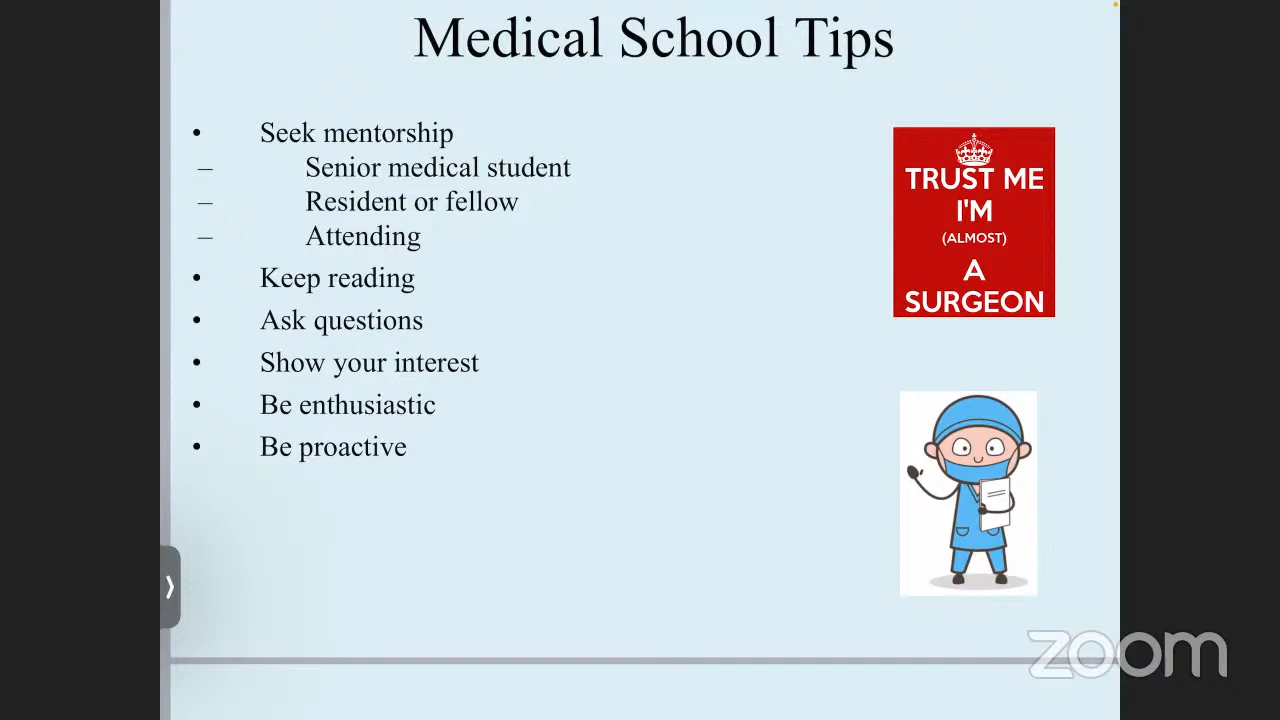 Medical School Tips
• Seek mentorship
– Senior medical student
– Resident or fellow
– Attending
• Keep reading
• Ask questions
• Show your interest
• Be enthusiastic
• Be proactive
TRUST ME
I'M
(ALMOST)
A
SURGEON
zoom